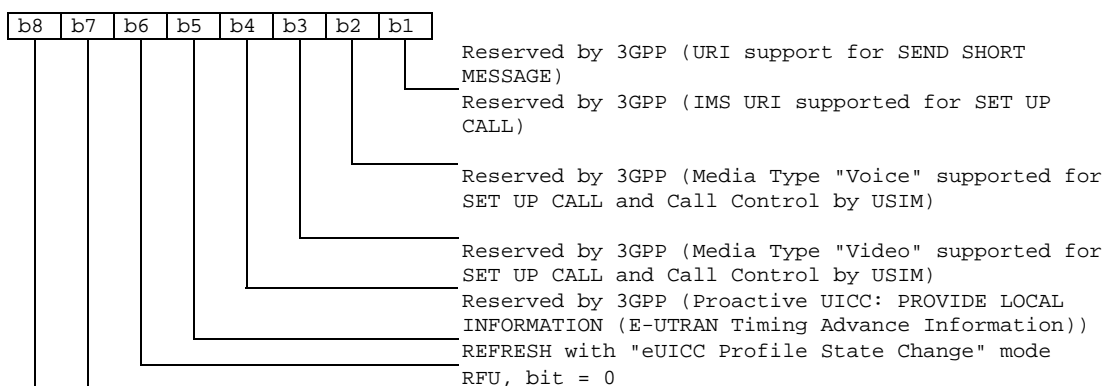 b8 b7 b6 b5 b4 b3 b2 b1
Reserved by 3GPP (URI support for SEND SHORT
MESSAGE)
Reserved by 3GPP (IMS URI supported for SET UP
CALL)
Reserved by 3GPP (Media Type "Voice" supported for
SET UP CALL and Call Control by USIM)
Reserved by 3GPP (Media Type "Video" supported for
SET UP CALL and Call Control by USIM)
Reserved by 3GPP (Proactive UICC: PROVIDE LOCAL
INFORMATION (E-UTRAN Timing Advance Information))
REFRESH with "eUICC Profile State Change" mode
RFU, bit = 0